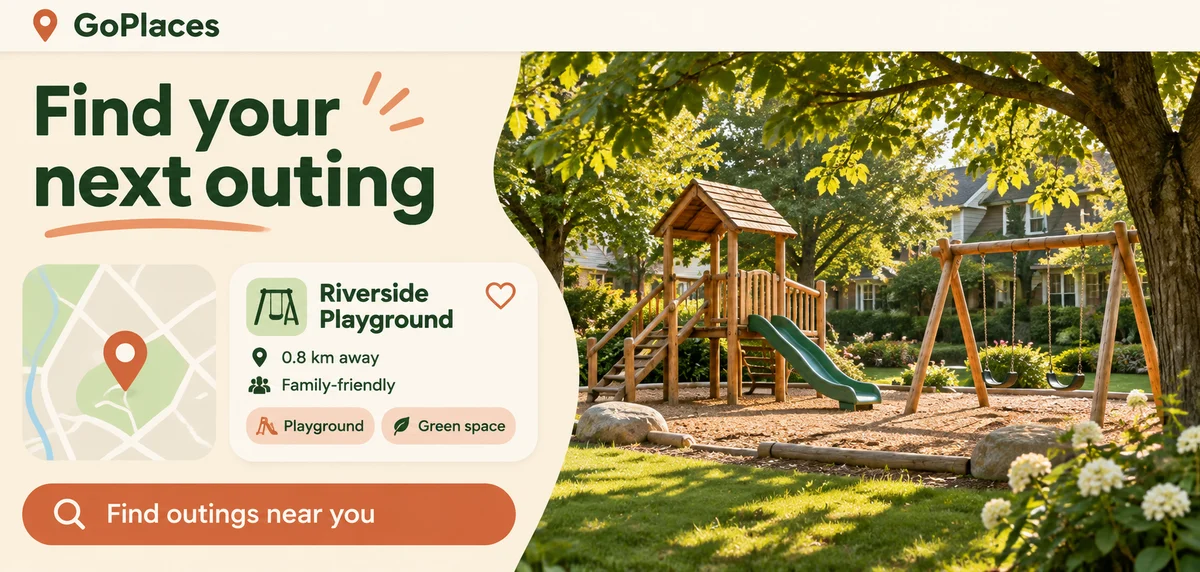 GoPlaces
Find your
next outing
Riverside
Playground
0.8 km away
Family-friendly
Playground
Green space
Find outings near you